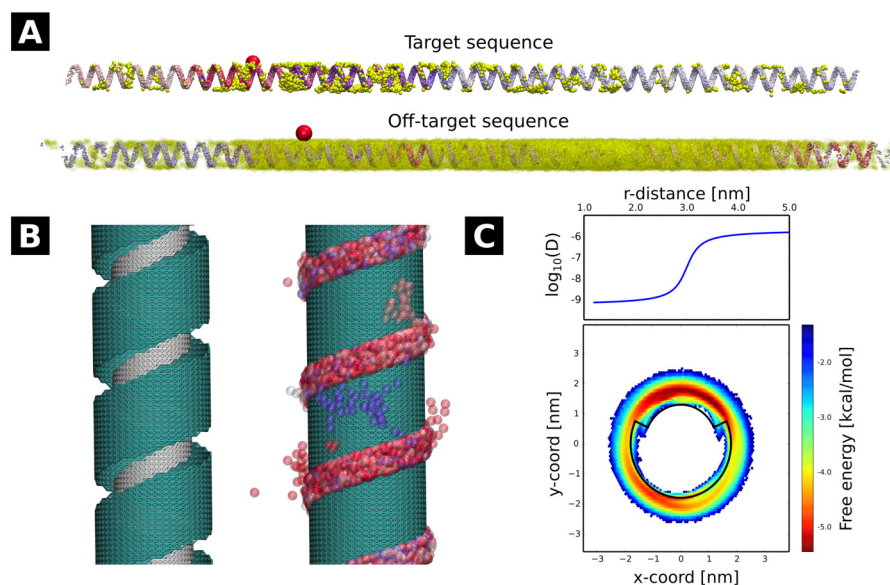 A
Target sequence
Off-target sequence
B
C
r-distance [nm]
1.0 2.0 3.0 4.0 5.0
log10(D)
-6
-7
-8
-9
y-coord [nm]
3
2
1
0
−1
−2
−3
−3 −2 −1 0 1 2 3
x-coord [nm]
-2.0
-3.0
-4.0
-5.0
Free energy [kcal/mol]